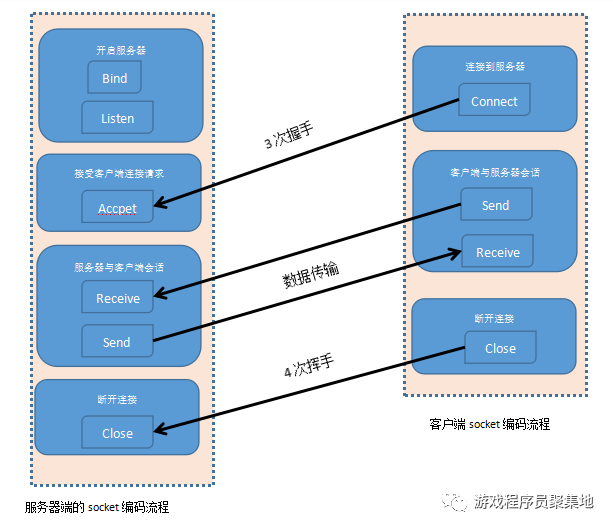 开启服务器
Bind
Listen
接受客户端连接请求
Accpet
服务器与客户端会话
Receive
Send
断开连接
Close
服务器端的 socket 编码流程
3 次握手
数据传输
4 次挥手
连接到服务器
Connect
客户端与服务器会话
Send
Receive
断开连接
Close
客户端 socket 编码流程
游戏程序员聚集地